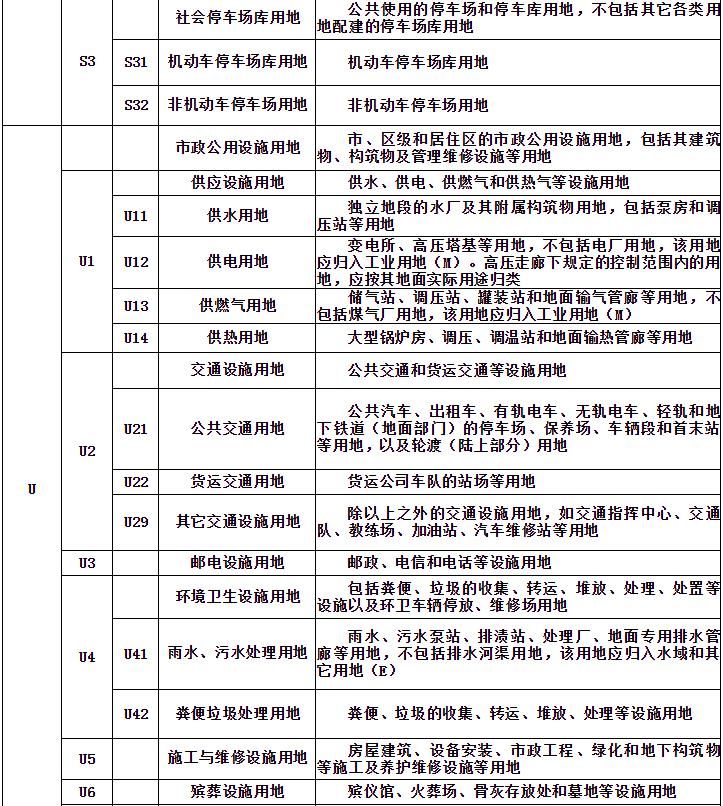 社会停车场库用地 公共使用的停车场和停车库用地，不包括其它各类用
地配建的停车场库用地
S3 S31 机动车停车场库用地 机动车停车场库用地
S32 非机动车停车场用地 非机动车停车场用地
市政公用设施用地 市、区级和居住区的市政公用设施用地，包括其建筑
物、构筑物及管理维修设施等用地
供应设施用地 供水、供电、供燃气和供热气等设施用地
U11 供水用地 独立地段的水厂及其附属构筑物用地，包括泵房和调
压站等用地
U1 U12 供电用地 变电所、高压塔基等用地，不包括电厂用地，该用地
应归入工业用地（M）。高压走廊下规定的控制范围内的用
地，应按其地面实际用途归类
U13 供燃气用地 储气站、调压站、罐装站和地面输气管廊等用地，不
包括煤气厂用地，该用地应归入工业用地（M）
U14 供热用地 大型锅炉房、调压、调温站和地面输热管廊等用地
交通设施用地 公共交通和货运交通等设施用地
U2 U21 公共交通用地 公共汽车、出租车、有轨电车、无轨电车、轻轨和地
下铁道（地面部门）的停车场、保养场、车辆段和首末站
等用地，以及轮渡（陆上部分）用地
U U22 货运交通用地 货运公司车队的站场等用地
U29 其它交通设施用地 除以上之外的交通设施用地，如交通指挥中心、交通
队、教练场、加油站、汽车维修站等用地
U3 邮电设施用地 邮政、电信和电话等设施用地
环境卫生设施用地 包括粪便、垃圾的收集、转运、堆放、处理、处置等
设施以及环卫车辆停放、维修场用地
U4 U41 雨水、污水处理用地 雨水、污水泵站、排渍站、处理厂、地面专用排水管
廊等用地，不包括排水河渠用地，该用地应归入水域和其
它用地（E）
U42 粪便垃圾处理用地 粪便、垃圾的收集、转运、堆放、处理等设施用地
U5 施工与维修设施用地 房屋建筑、设备安装、市政工程、绿化和地下构筑物
等施工及养护维修设施等用地
U6 殡葬设施用地 殡仪馆、火葬场、骨灰存放处和墓地等设施用地